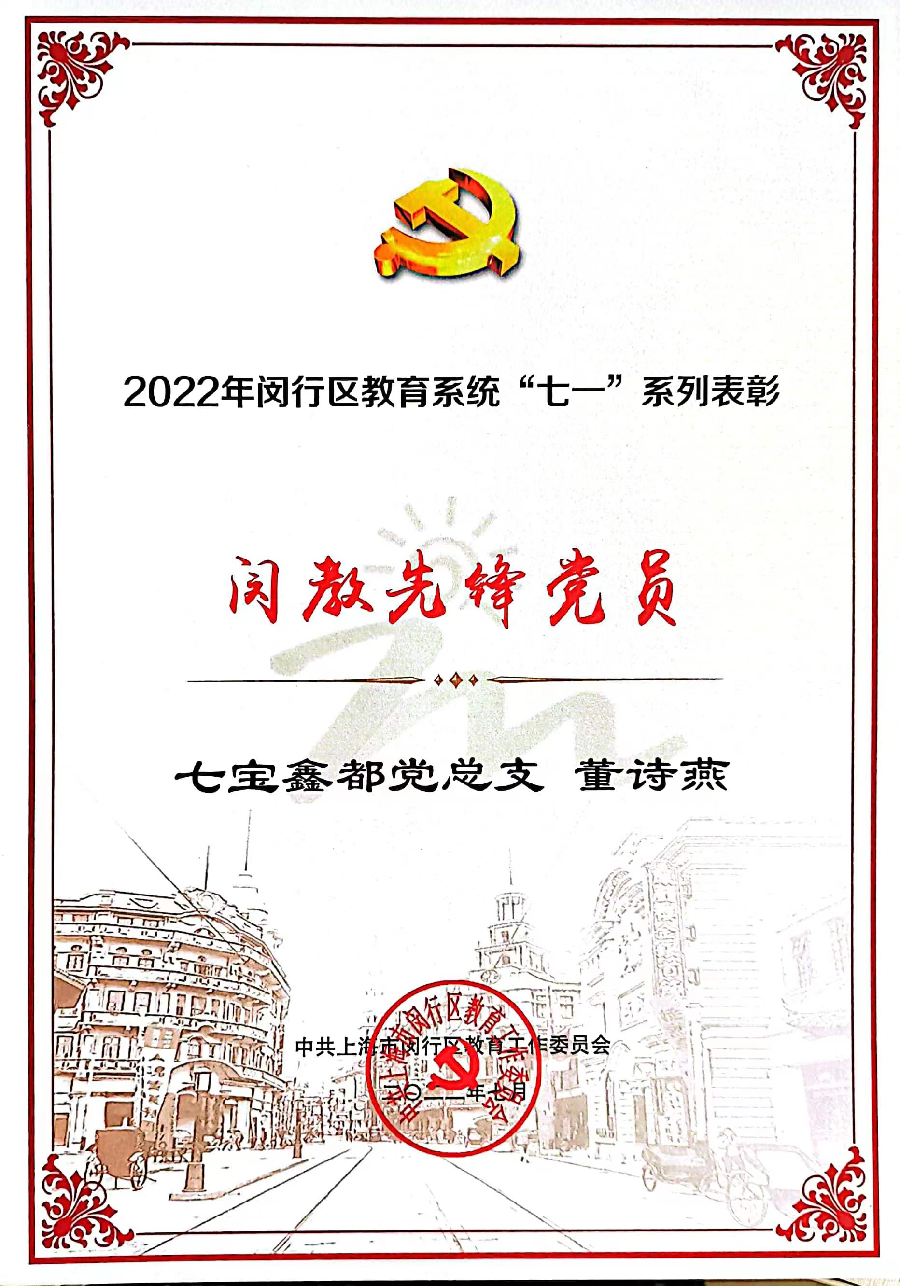 2022年闵行区教育系统“七一”系列表彰
闵教先锋党员
七宝鑫都党总支 董诗燕
中共上海市闵行区教育工作委员会
二〇二二年七月
中共上海市闵行区教育工作委员会